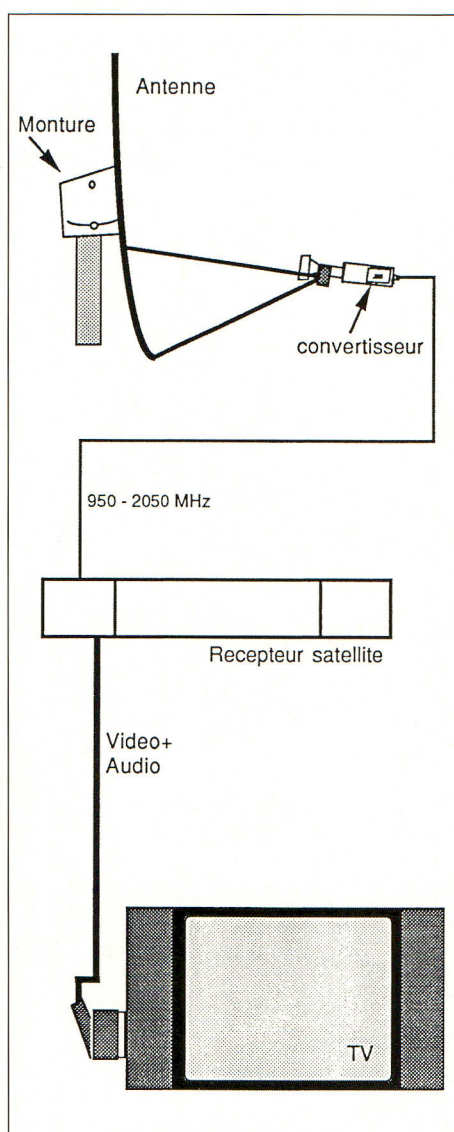 Antenne
Monture
convertisseur
950 - 2050 MHz
Recepteur satellite
Video+
Audio
TV